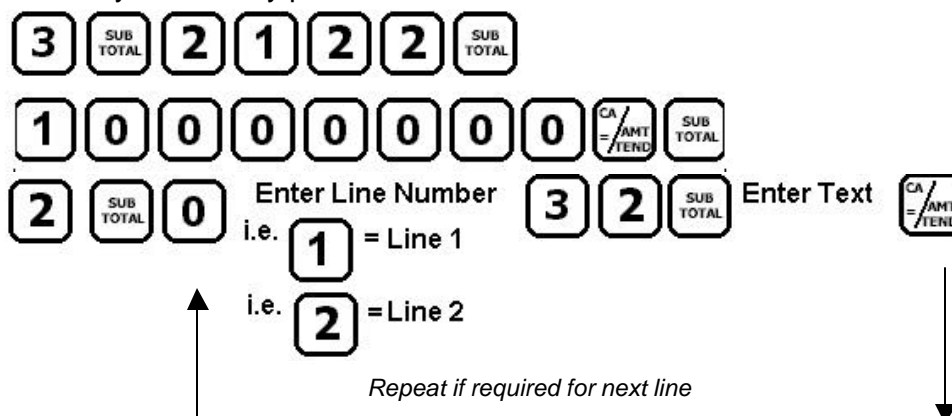 3 SUB TOTAL 2 1 2 2 SUB TOTAL
1 0 0 0 0 0 0 0 CA/AMT = TEND SUB TOTAL
2 SUB TOTAL 0 Enter Line Number 3 2 SUB TOTAL Enter Text CA/AMT = TEND
i.e. 1 = Line 1
i.e. 2 = Line 2
Repeat if required for next line